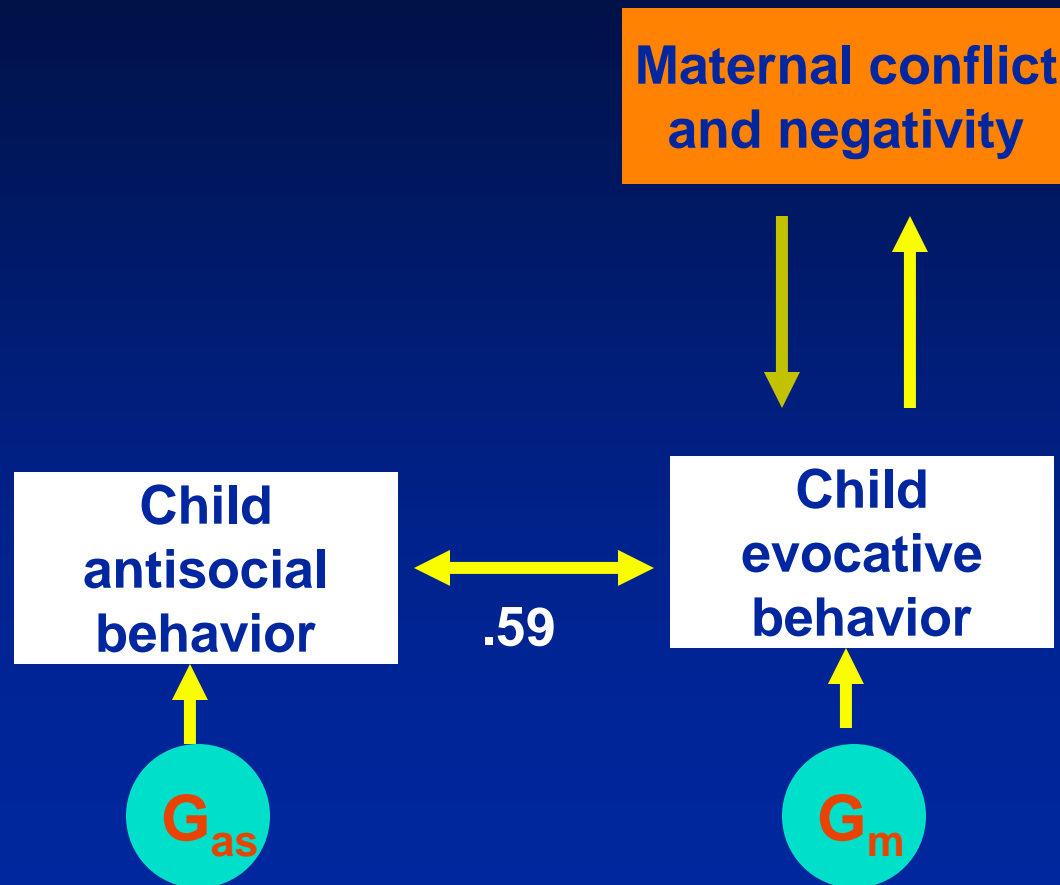 Maternal conflict
and negativity
Child
antisocial
behavior
.59
Child
evocative
behavior
Gas
Gm